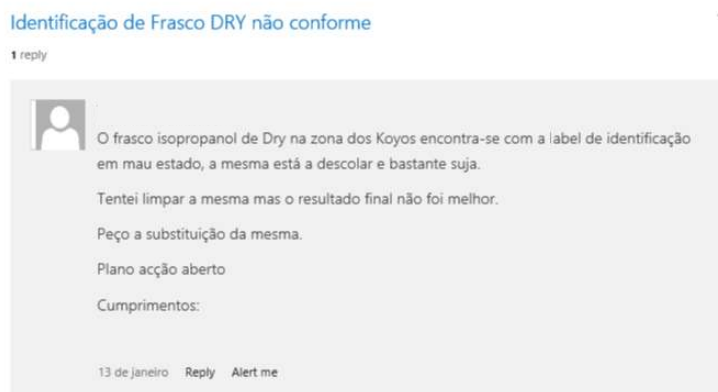 Identificação de Frasco DRY não conforme
1 reply
O frasco isopropanol de Dry na zona dos Koyos encontra-se com a label de identificação
em mau estado, a mesma está a descolar e bastante suja.
Tentei limpar a mesma mas o resultado final não foi melhor.
Peço a substituição da mesma.
Plano acção aberto
Cumprimentos:
13 de janeiro Reply Alert me